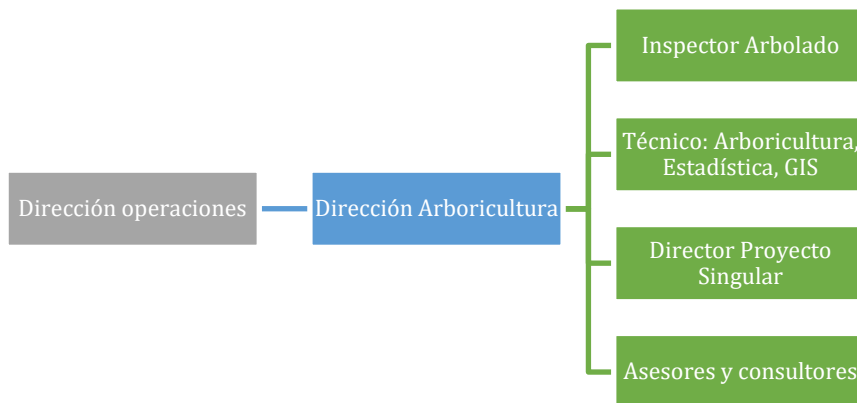 Dirección operaciones
Dirección Arboricultura
Inspector Arbolado
Técnico: Arboricultura,
Estadística, GIS
Director Proyecto
Singular
Asesores y consultores